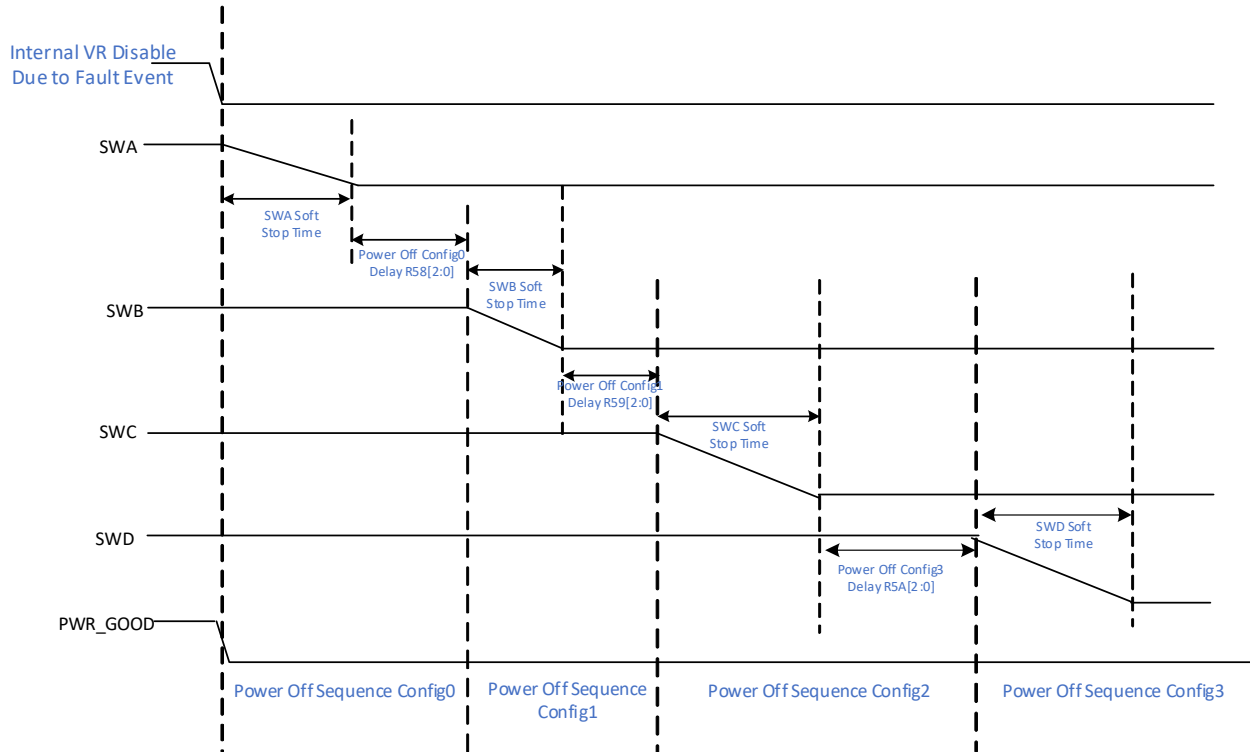 Internal VR Disable
Due to Fault Event
SWA
SWA Soft
Stop Time
Power Off Config0
Delay R58[2:0]
SWB Soft
Stop Time
SWB
Power Off Config1
Delay R59[2:0]
SWC
SWC Soft
Stop Time
SWD
SWD Soft
Stop Time
Power Off Config3
Delay R5A[2:0]
PWR_GOOD
Power Off Sequence Config0
Power Off Sequence
Config1
Power Off Sequence Config2
Power Off Sequence Config3